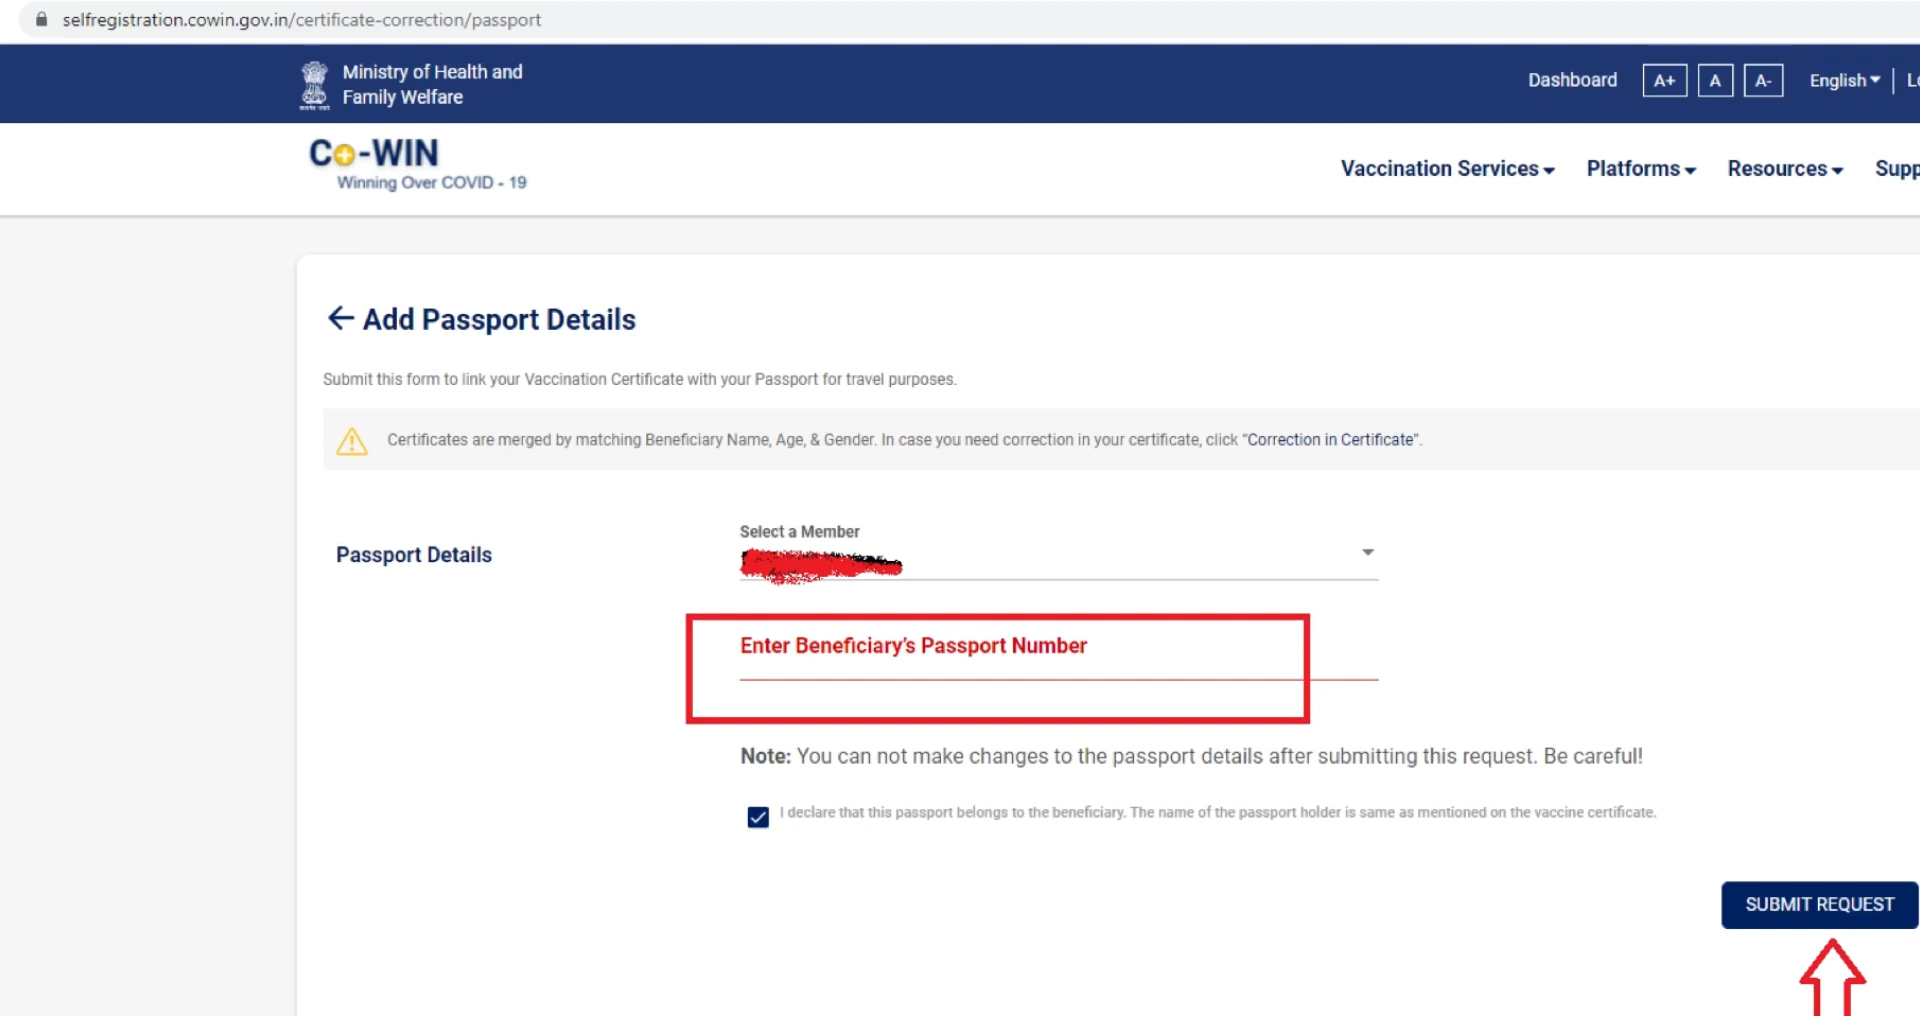 selfregistration.cowin.gov.in/certificate-correction/passport
Ministry of Health and
Family Welfare
Dashboard A+ A A- English
Co-WIN
Winning Over COVID - 19
Vaccination Services Platforms Resources
Add Passport Details
Submit this form to link your Vaccination Certificate with your Passport for travel purposes.
Certificates are merged by matching Beneficiary Name, Age, & Gender. In case you need correction in your certificate, click “Correction in Certificate”.
Select a Member
Passport Details
Enter Beneficiary’s Passport Number
Note: You can not make changes to the passport details after submitting this request. Be careful!
I declare that this passport belongs to the beneficiary. The name of the passport holder is same as mentioned on the vaccine certificate.
SUBMIT REQUEST